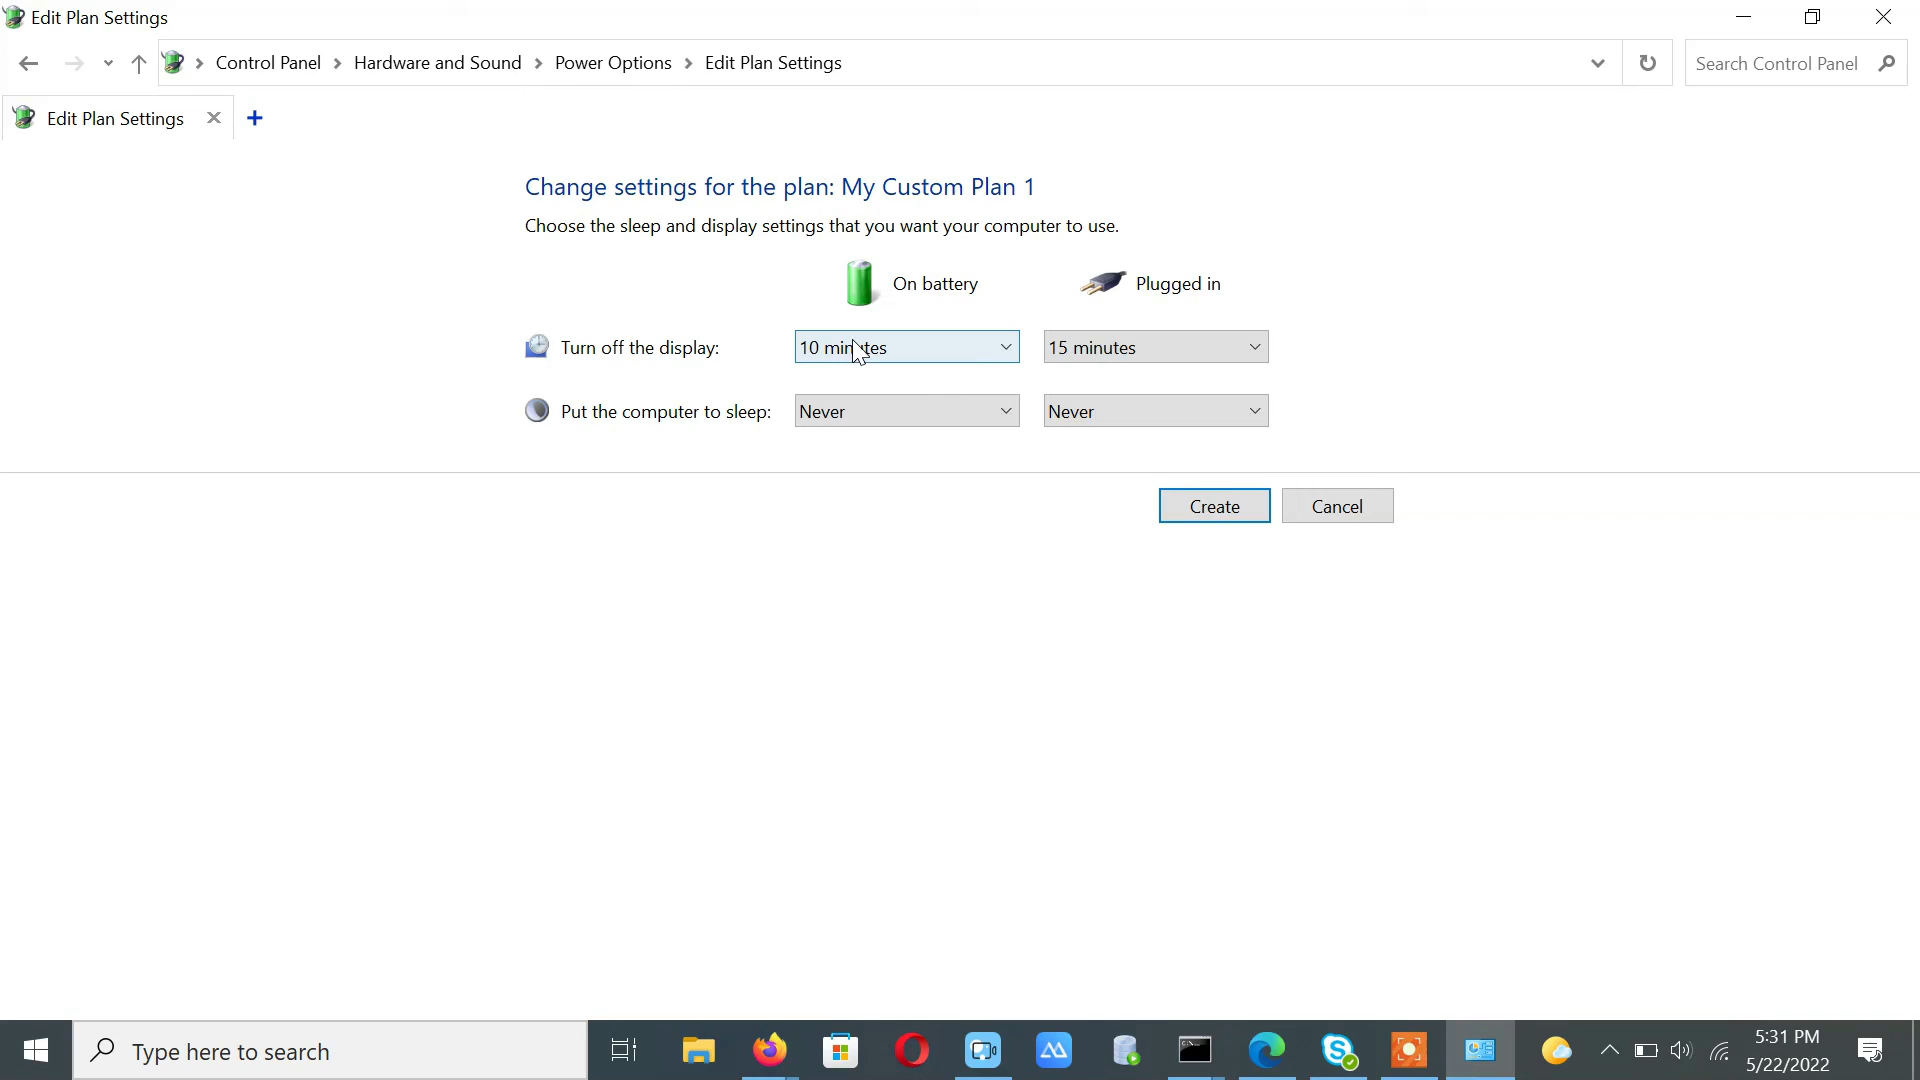 Edit Plan Settings
Control Panel > Hardware and Sound > Power Options > Edit Plan Settings
Search Control Panel
Edit Plan Settings
Change settings for the plan: My Custom Plan 1
Choose the sleep and display settings that you want your computer to use.
On battery Plugged in
Turn off the display: 10 minutes 15 minutes
Put the computer to sleep: Never Never
Create Cancel
Type here to search
5:31 PM
5/22/2022